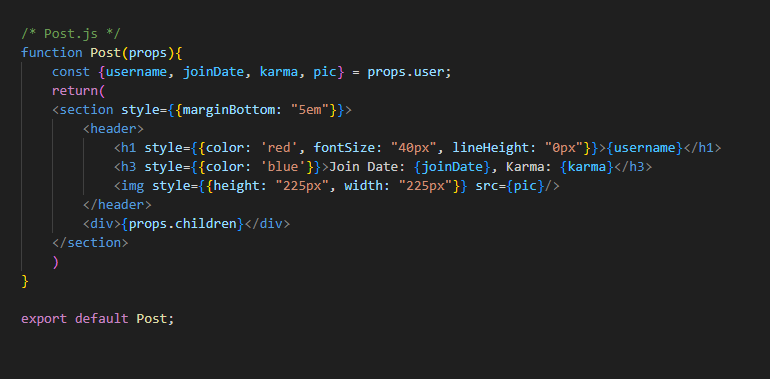 /* Post.js */
function Post(props){
const {username, joinDate, karma, pic} = props.user;
return(
<section style={{marginBottom: "5em"}}>
<header>
<h1 style={{color: 'red', fontSize: "40px", lineHeight: "0px"}}>{username}</h1>
<h3 style={{color: 'blue'}}>Join Date: {joinDate}, Karma: {karma}</h3>
<img style={{height: "225px", width: "225px"}} src={pic}/>
</header>
<div>{props.children}</div>
</section>
)
}
export default Post;